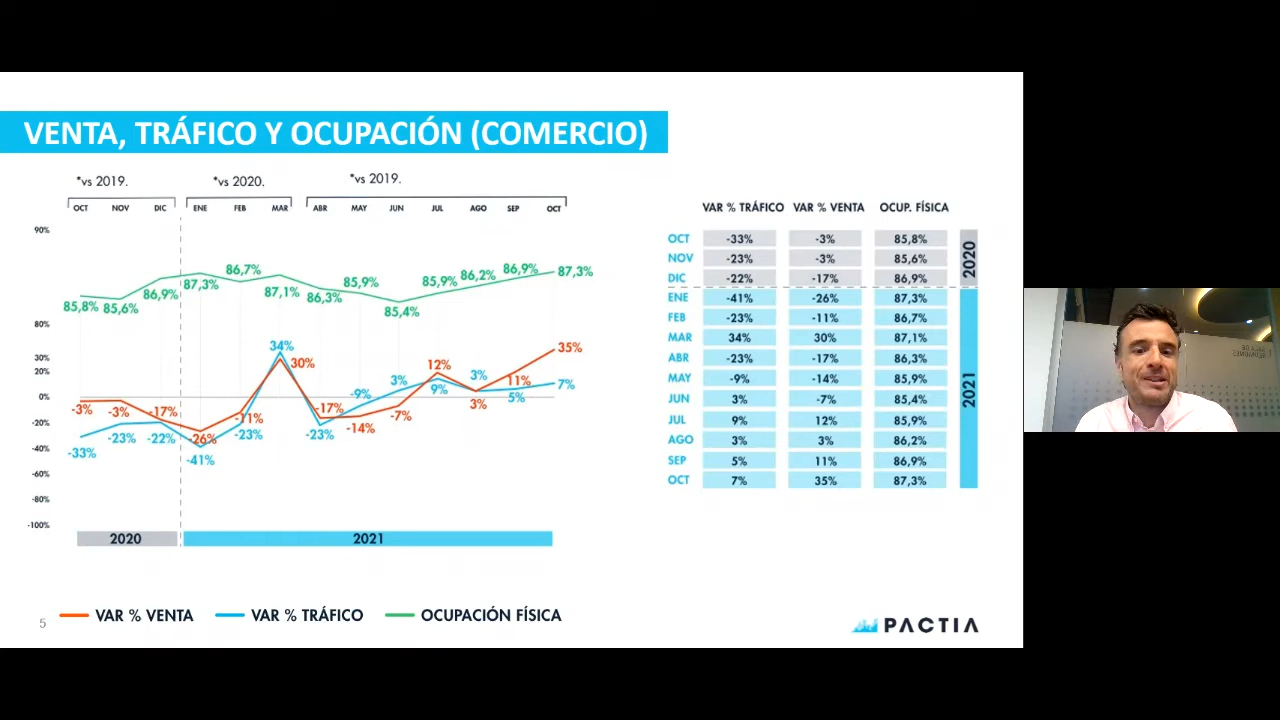 VENTA, TRÁFICO Y OCUPACIÓN (COMERCIO)
*vs 2019. *vs 2020. *vs 2019.
OCT NOV DIC ENE FEB MAR ABR MAY JUN JUL AGO SEP OCT
90%
85,8% 85,6% 86,9% 87,3% 86,7% 87,1% 86,3% 85,9% 85,4% 85,9% 86,2% 86,9% 87,3%
80%
30%
20%
0%
-20%
-40%
-60%
-80%
-100%
-3% -3% -17% -26% -11% 30% -17% -14% -7% 12% 3% 11% 35%
-33% -23% -22% -41% -23% 34% -23% -9% 3% 9% 3% 5% 7%
2020 2021
VAR % VENTA VAR % TRÁFICO OCUPACIÓN FÍSICA
5
VAR % TRÁFICO VAR % VENTA OCUP. FÍSICA
OCT -33% -3% 85,8%
NOV -23% -3% 85,6%
DIC -22% -17% 86,9%
2020
ENE -41% -26% 87,3%
FEB -23% -11% 86,7%
MAR 34% 30% 87,1%
ABR -23% -17% 86,3%
MAY -9% -14% 85,9%
JUN 3% -7% 85,4%
JUL 9% 12% 85,9%
AGO 3% 3% 86,2%
SEP 5% 11% 86,9%
OCT 7% 35% 87,3%
2021
PACTIA
SALA DE
REUNIONES